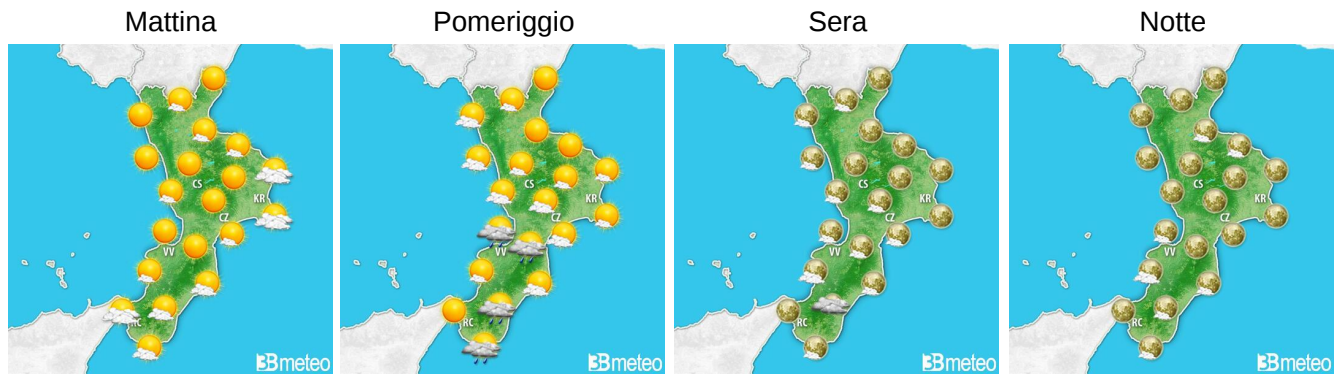 Mattina
Pomeriggio
Sera
Notte
CS
KR
CZ
VV
RC
3Bmeteo
CS
KR
CZ
VV
RC
3Bmeteo
CS
KR
CZ
VV
RC
3Bmeteo
CS
KR
CZ
VV
RC
3Bmeteo